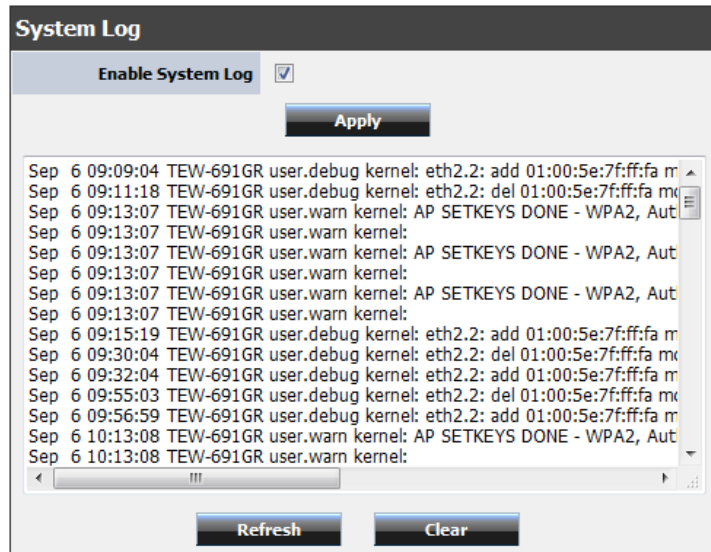 System Log
Enable System Log
Apply
Sep 6 09:09:04 TEW-691GR user.debug kernel: eth2.2: add 01:00:5e:7f:ff:fa m
Sep 6 09:11:18 TEW-691GR user.debug kernel: eth2.2: del 01:00:5e:7f:ff:fa mc
Sep 6 09:13:07 TEW-691GR user.warn kernel: AP SETKEYS DONE - WPA2, Aut
Sep 6 09:13:07 TEW-691GR user.warn kernel:
Sep 6 09:13:07 TEW-691GR user.warn kernel: AP SETKEYS DONE - WPA2, Aut
Sep 6 09:13:07 TEW-691GR user.warn kernel:
Sep 6 09:13:07 TEW-691GR user.warn kernel: AP SETKEYS DONE - WPA2, Aut
Sep 6 09:13:07 TEW-691GR user.warn kernel:
Sep 6 09:15:19 TEW-691GR user.debug kernel: eth2.2: add 01:00:5e:7f:ff:fa m
Sep 6 09:30:04 TEW-691GR user.debug kernel: eth2.2: del 01:00:5e:7f:ff:fa mc
Sep 6 09:32:04 TEW-691GR user.debug kernel: eth2.2: add 01:00:5e:7f:ff:fa m
Sep 6 09:55:03 TEW-691GR user.debug kernel: eth2.2: del 01:00:5e:7f:ff:fa mc
Sep 6 09:56:59 TEW-691GR user.debug kernel: eth2.2: add 01:00:5e:7f:ff:fa m
Sep 6 10:13:08 TEW-691GR user.warn kernel: AP SETKEYS DONE - WPA2, Aut
Sep 6 10:13:08 TEW-691GR user.warn kernel:
Refresh Clear